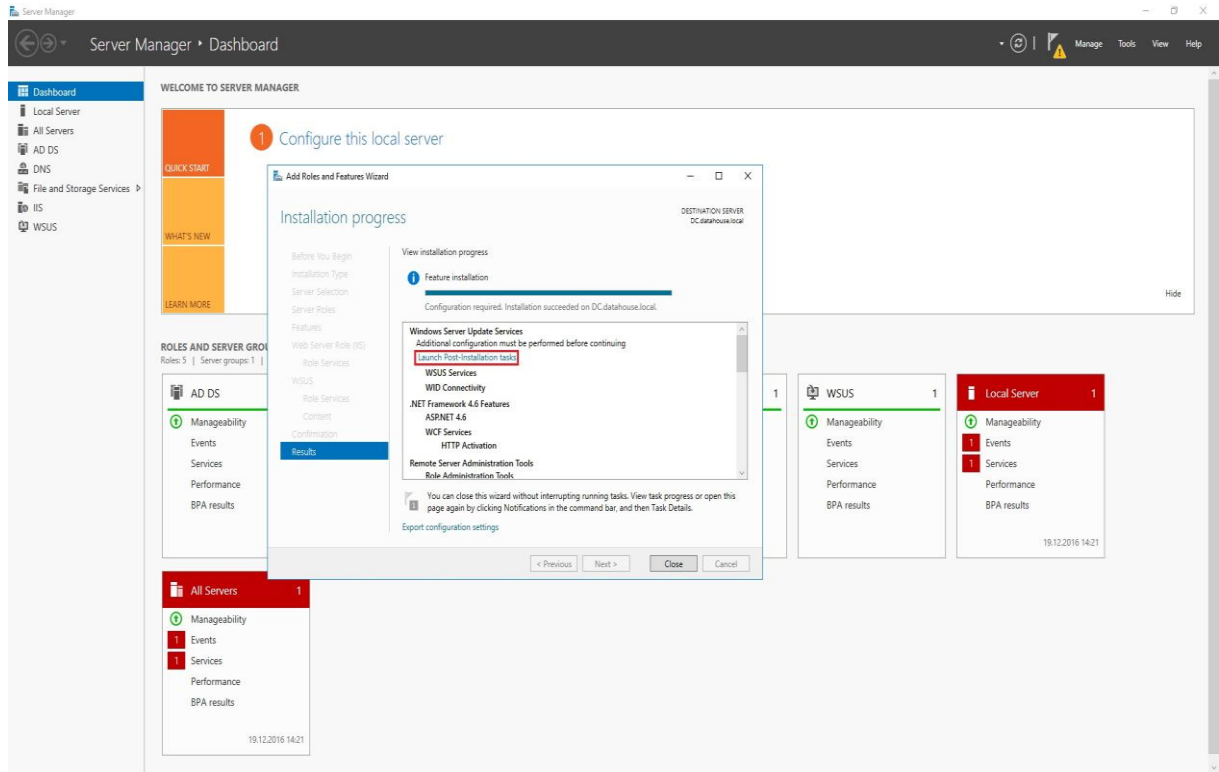 Server Manager
Server Manager • Dashboard
Manage Tools View Help
Dashboard
Local Server
All Servers
AD DS
DNS
File and Storage Services
IIS
WSUS
WELCOME TO SERVER MANAGER
QUICK START
WHAT'S NEW
LEARN MORE
1 Configure this local server
Hide
ROLES AND SERVER GROU
Roles: 5 | Server groups: 1 |
Add Roles and Features Wizard
Installation progress
DESTINATION SERVER
DC.datahouse.local
Before You Begin
Installation Type
Server Selection
Server Roles
Features
Web Server Role (IIS)
Role Services
WSUS
Role Services
Content
Confirmation
Results
View installation progress
Feature installation
Configuration required. Installation succeeded on DC.datahouse.local.
Windows Server Update Services
Additional configuration must be performed before continuing
Launch Post-Installation tasks
WSUS Services
WID Connectivity
.NET Framework 4.6 Features
ASP.NET 4.6
WCF Services
HTTP Activation
Remote Server Administration Tools
Role Administration Tools
You can close this wizard without interrupting running tasks. View task progress or open this
page again by clicking Notifications in the command bar, and then Task Details.
Export configuration settings
< Previous Next > Close Cancel
AD DS
Manageability
Events
Services
Performance
BPA results
1
WSUS 1
Manageability
Events
Services
Performance
BPA results
Local Server 1
Manageability
1 Events
1 Services
Performance
BPA results
19.12.2016 14:21
All Servers 1
Manageability
1 Events
1 Services
Performance
BPA results
19.12.2016 14:21